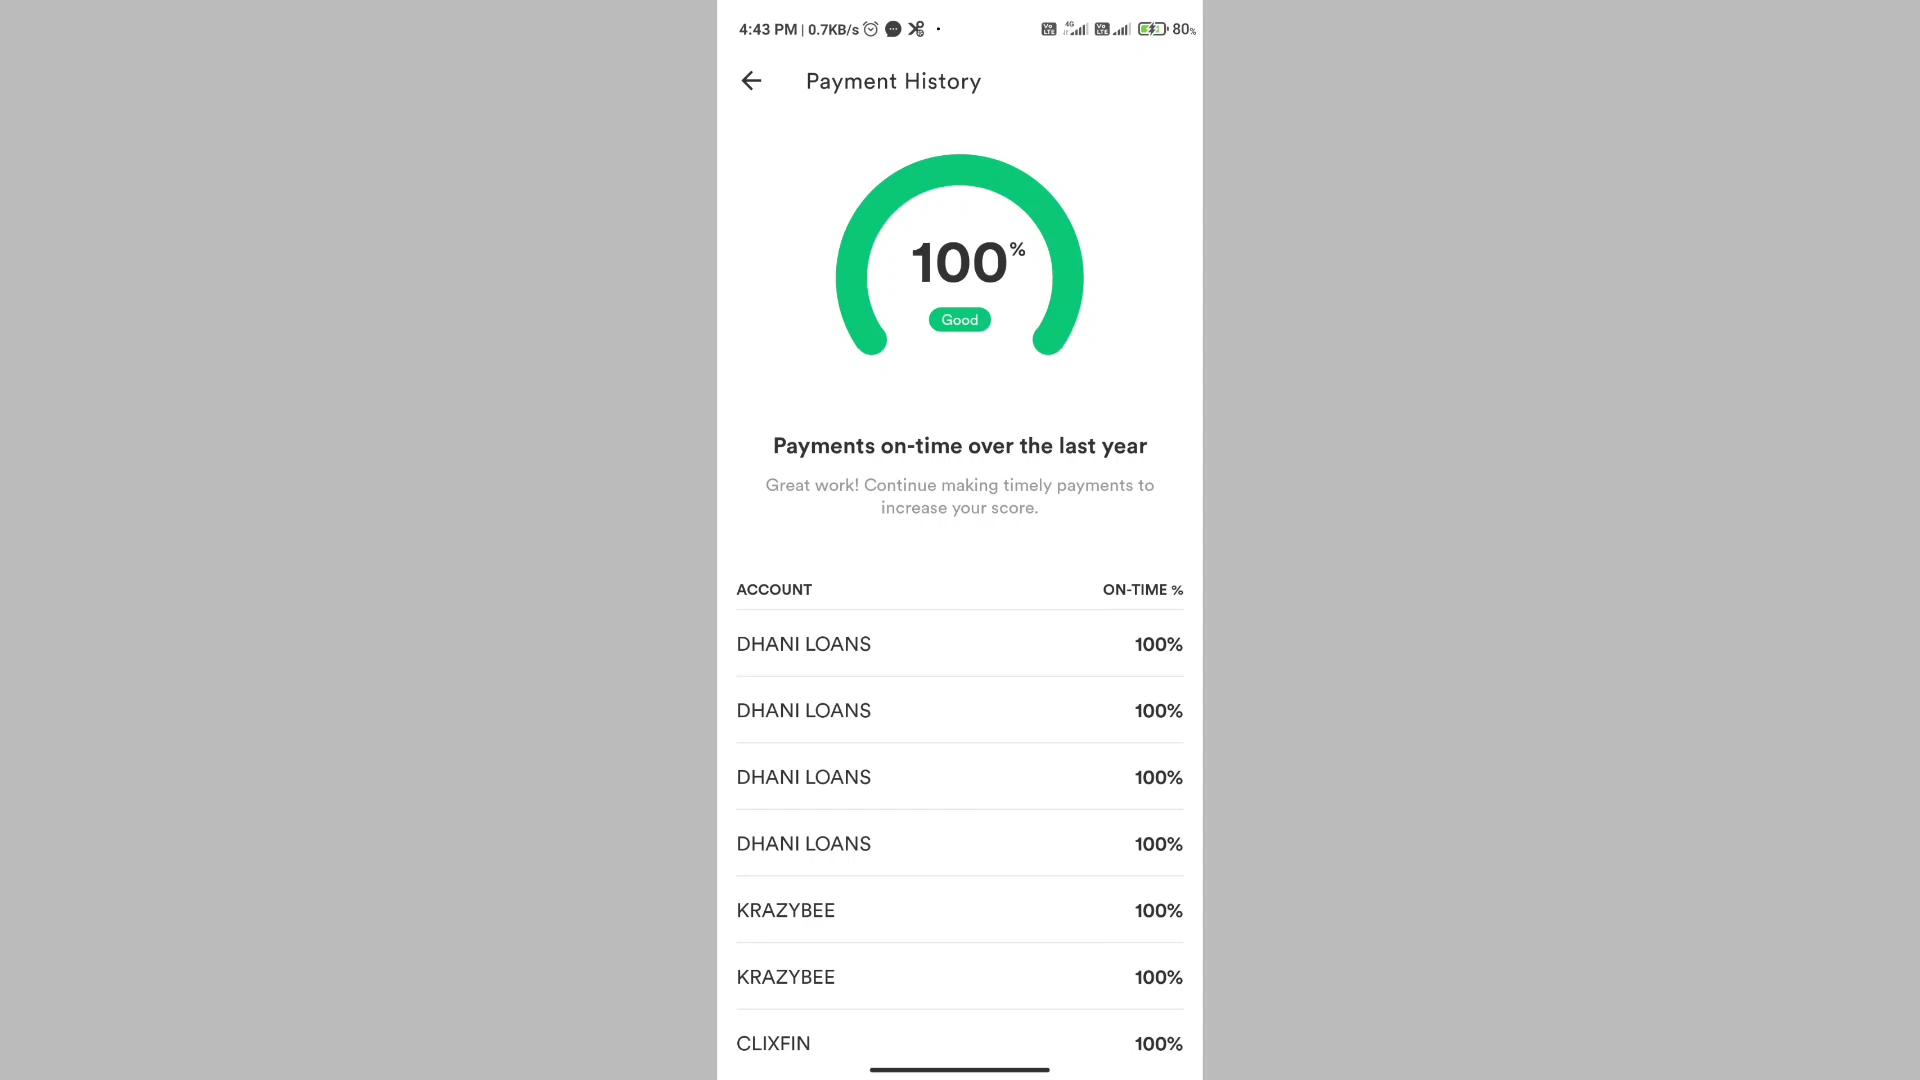 4:43 PM | 0.7KB/s 4G 80%
Payment History
100%
Good
Payments on-time over the last year
Great work! Continue making timely payments to
increase your score.
ACCOUNT ON-TIME %
DHANI LOANS 100%
DHANI LOANS 100%
DHANI LOANS 100%
DHANI LOANS 100%
KRAZYBEE 100%
KRAZYBEE 100%
CLIXFIN 100%